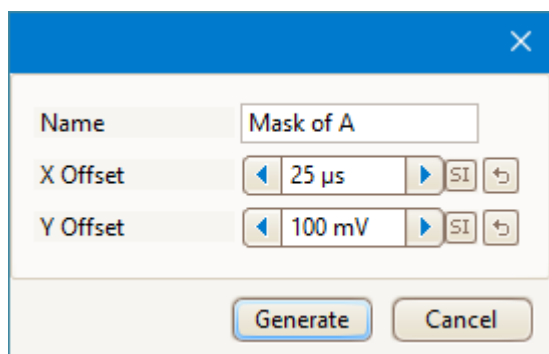 Name Mask of A
X Offset 25 µs SI
Y Offset 100 mV SI
Generate Cancel